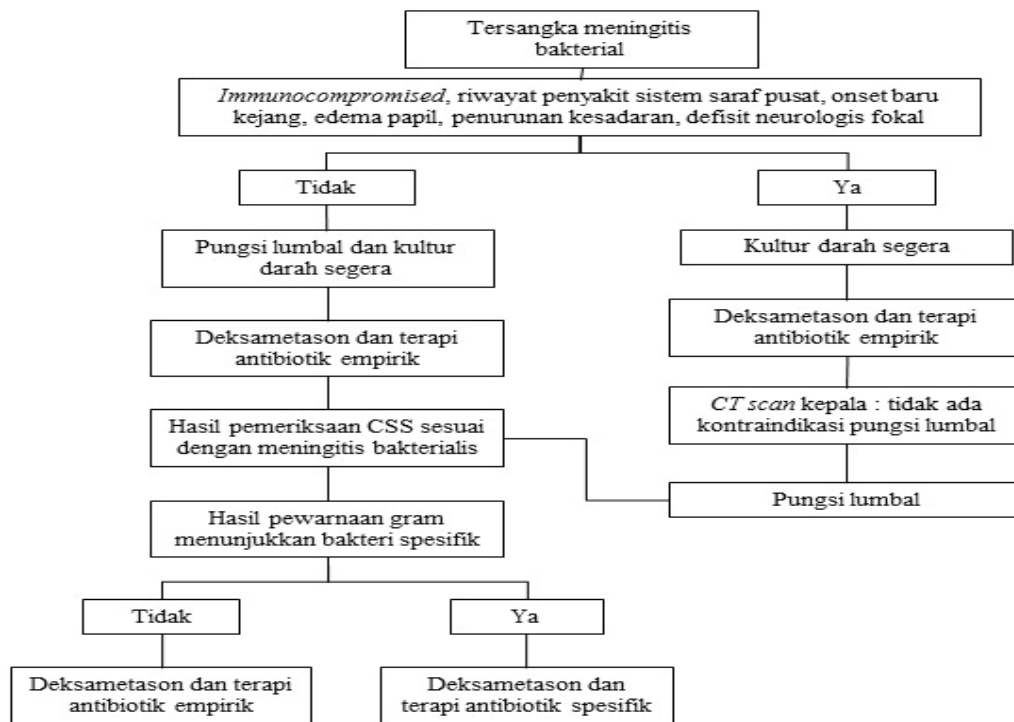 Tersangka meningitis
bakterial
Immunocompromised, riwayat penyakit sistem saraf pusat, onset baru
kejang, edema papil, penurunan kesadaran, defisit neurologis fokal
Tidak
Ya
Pungsi lumbal dan kultur
darah segera
Kultur darah segera
Deksametason dan terapi
antibiotik empirik
Deksametason dan terapi
antibiotik empirik
Hasil pemeriksaan CSS sesuai
dengan meningitis bakterialis
CT scan kepala : tidak ada
kontraindikasi pungsi lumbal
Pungsi lumbal
Hasil pewarnaan gram
menunjukkan bakteri spesifik
Tidak
Ya
Deksametason dan terapi
antibiotik empirik
Deksametason dan
terapi antibiotik spesifik